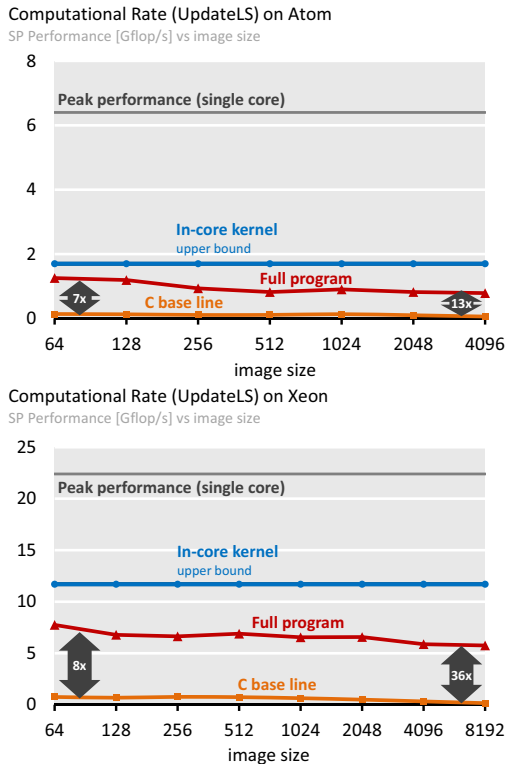 Computational Rate (UpdateLS) on Atom
SP Performance [Gflop/s] vs image size
8
Peak performance (single core)
6
4
In-core kernel
upper bound
2
Full program
7x
C base line
13x
0
64 128 256 512 1024 2048 4096
image size
Computational Rate (UpdateLS) on Xeon
SP Performance [Gflop/s] vs image size
25
Peak performance (single core)
20
15
In-core kernel
upper bound
10
Full program
5
8x
36x
C base line
0
64 128 256 512 1024 2048 4096 8192
image size